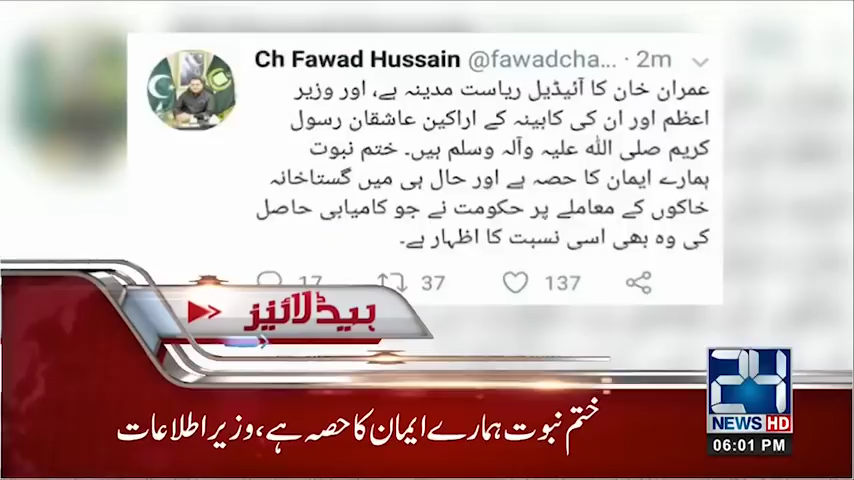 Ch Fawad Hussain @fawadcha... · 2m
عمران خان کا آئیڈیل ریاست مدینہ ہے، اور وزیر
اعظم اور ان کی کابینہ کے اراکین عاشقان رسول
کریم صلی اللہ علیہ وآلہ وسلم ہیں۔ ختم نبوت
ہمارے ایمان کا حصہ ہے اور حال ہی میں گستاخانہ
خاکوں کے معاملے پر حکومت نے جو کامیابی حاصل
کی وہ بھی اسی نسبت کا اظہار ہے۔
17 37 137
ہیڈلائنز
ختم نبوت ہمارے ایمان کا حصہ ہے، وزیر اطلاعات
24
NEWS HD
06:01 PM